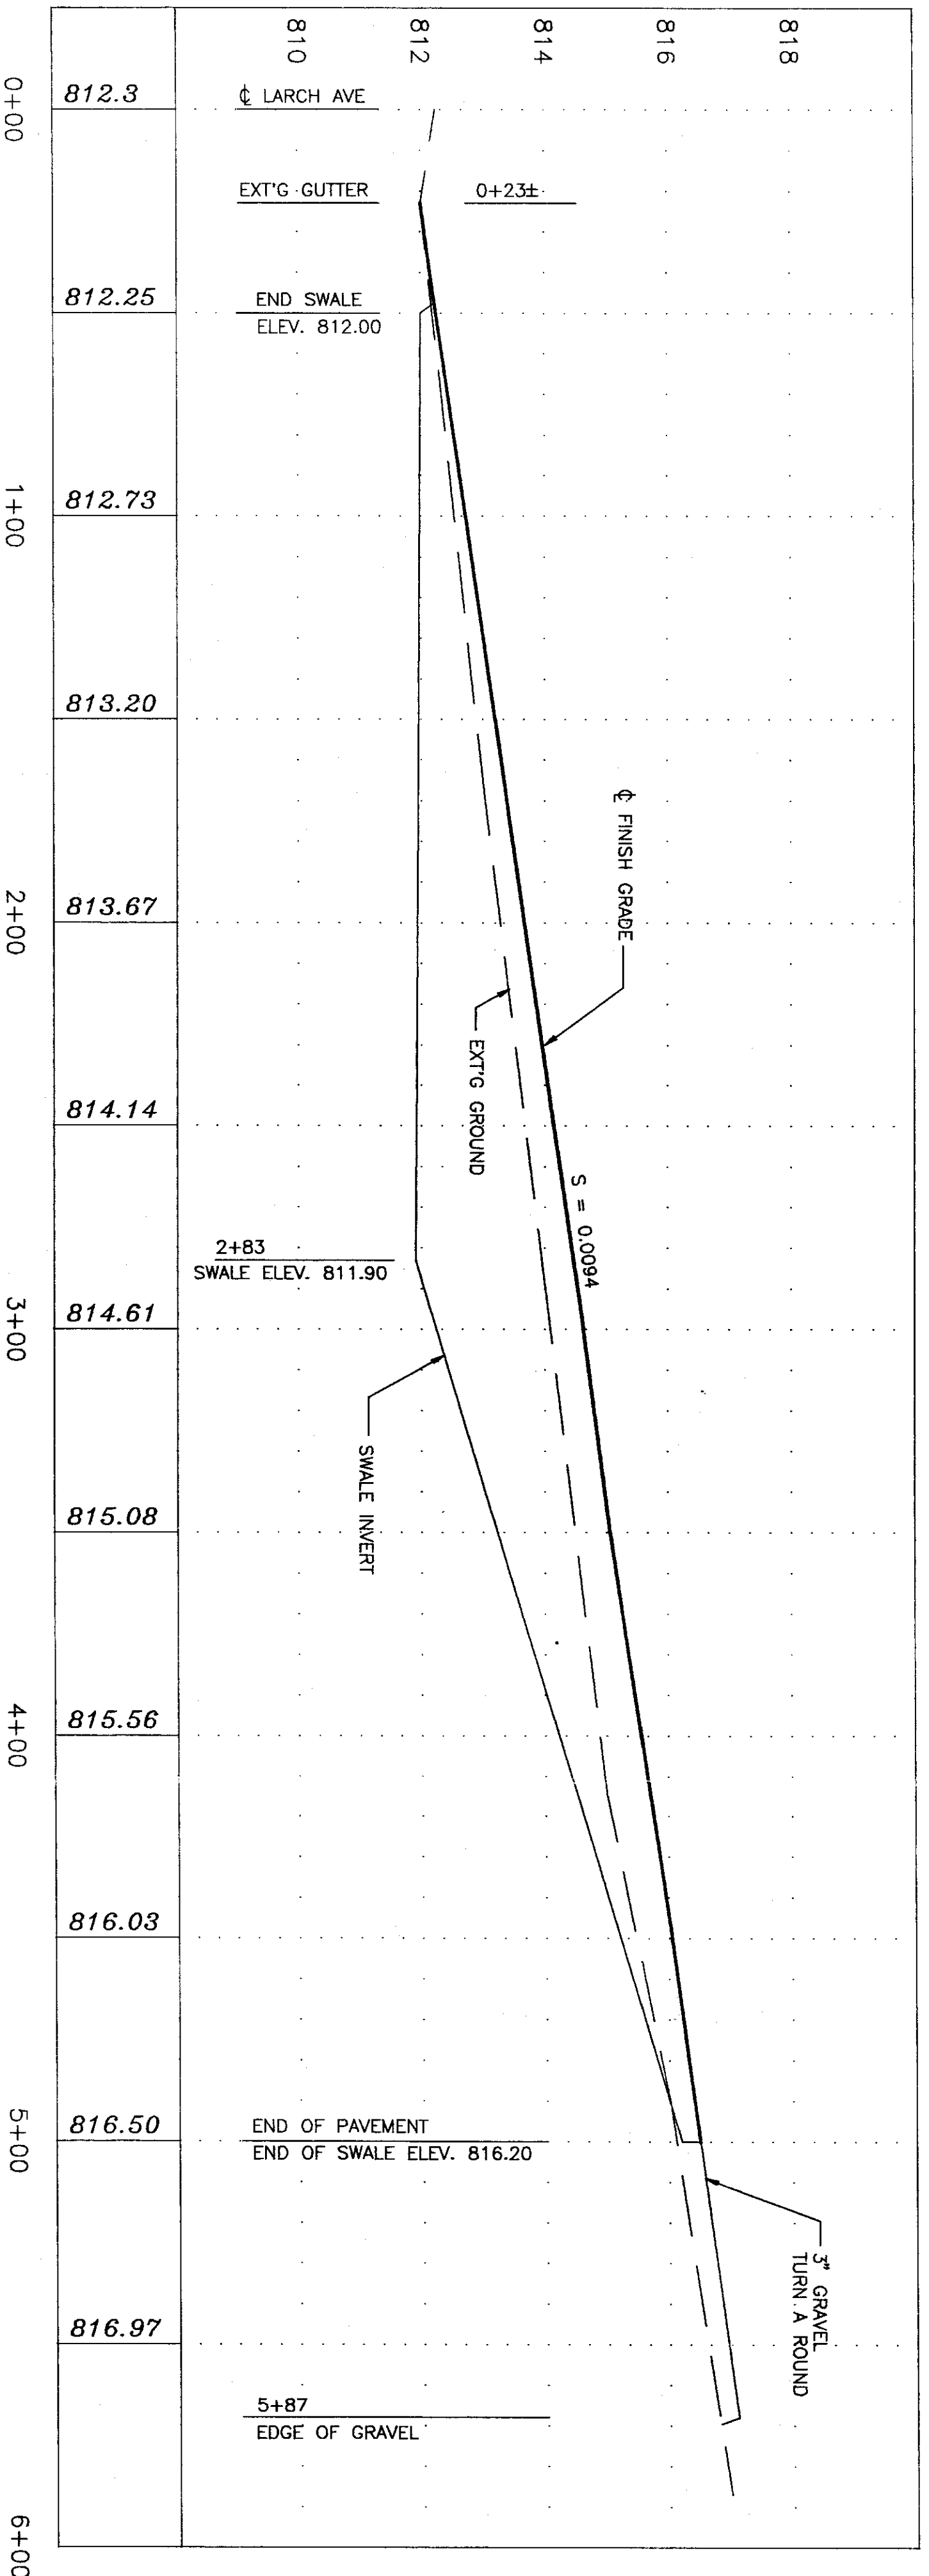 818
816
814
812
810
812.3
℄ LARCH AVE
EXT'G GUTTER
0+23±
812.25
END SWALE
ELEV. 812.00
812.73
813.20
813.67
814.14
814.61
815.08
815.56
816.03
816.50
816.97
℄ FINISH GRADE
EXT'G GROUND
S = 0.0094
2+83
SWALE ELEV. 811.90
SWALE INVERT
END OF PAVEMENT
END OF SWALE ELEV. 816.20
3" GRAVEL
TURN A ROUND
5+87
EDGE OF GRAVEL
0+00
1+00
2+00
3+00
4+00
5+00
6+00